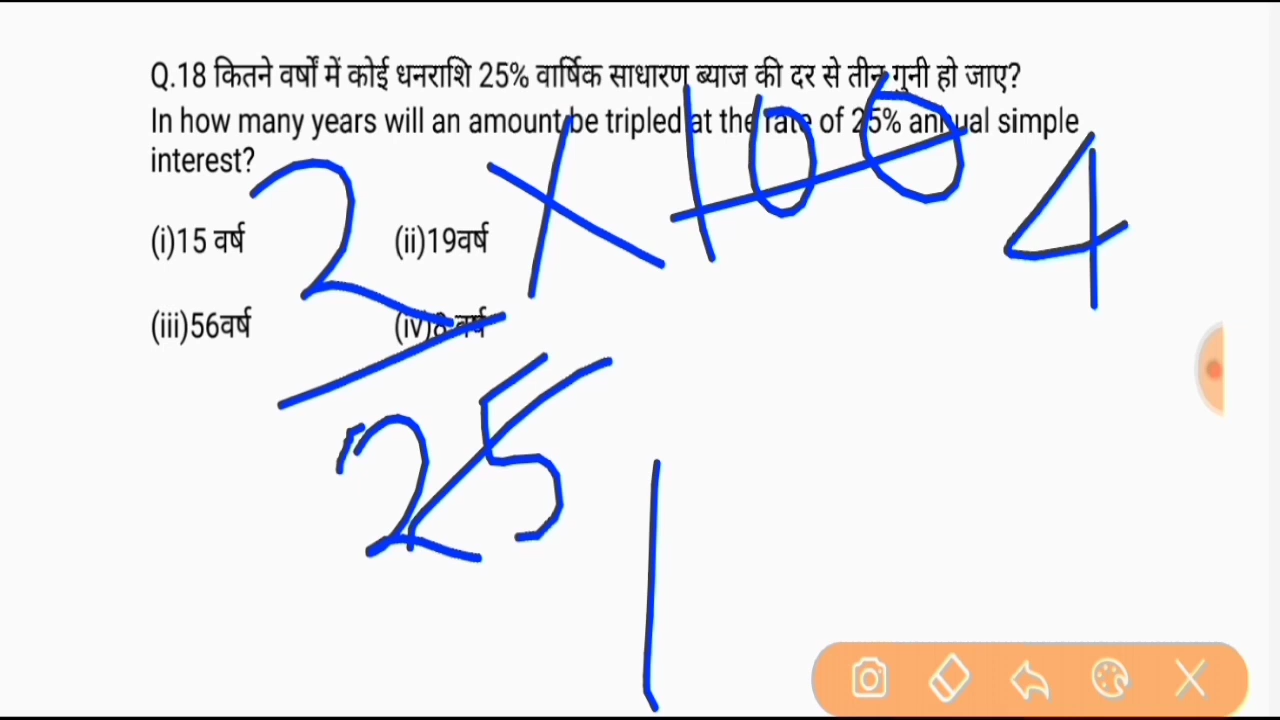 Q.18 कितने वर्षों में कोई धनराशि 25% वार्षिक साधारण ब्याज की दर से तीन गुनी हो जाए?
In how many years will an amount be tripled at the rate of 25% annual simple
interest?
(i)15 वर्ष (ii)19वर्ष
(iii)56वर्ष (iv)8 वर्ष
2 × 100 4
25 1